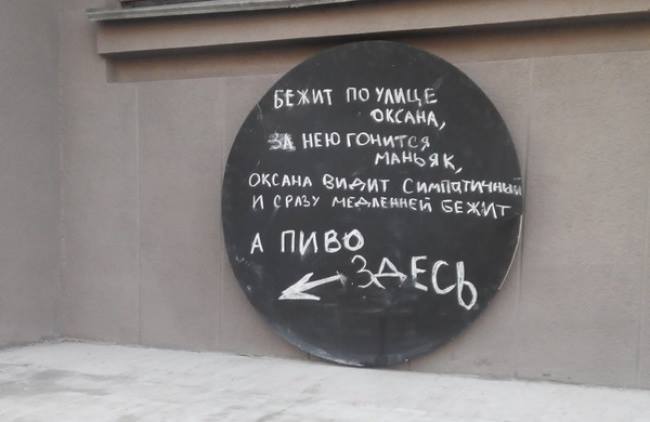 БЕЖИТ ПО УЛИЦЕ
ОКСАНА,
ЗА НЕЮ ГОНИТСЯ
МАНЬЯК,
ОКСАНА ВИДИТ СИМПАТИЧНЫЙ
И СРАЗУ МЕДЛЕННЕЙ БЕЖИТ
А ПИВО
ЗДЕСЬ